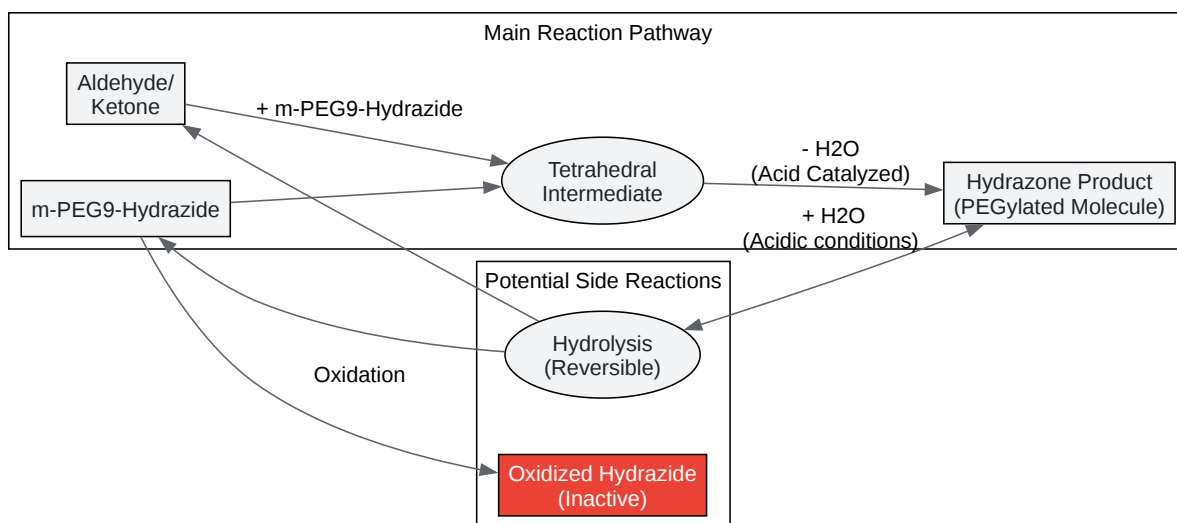 Main Reaction Pathway
Aldehyde/
Ketone
+ m-PEG9-Hydrazide
m-PEG9-Hydrazide
Tetrahedral
Intermediate
- H2O
(Acid Catalyzed)
Hydrazone Product
(PEGylated Molecule)
+ H2O
(Acidic conditions)
Potential Side Reactions
Hydrolysis
(Reversible)
Oxidation
Oxidized Hydrazide
(Inactive)